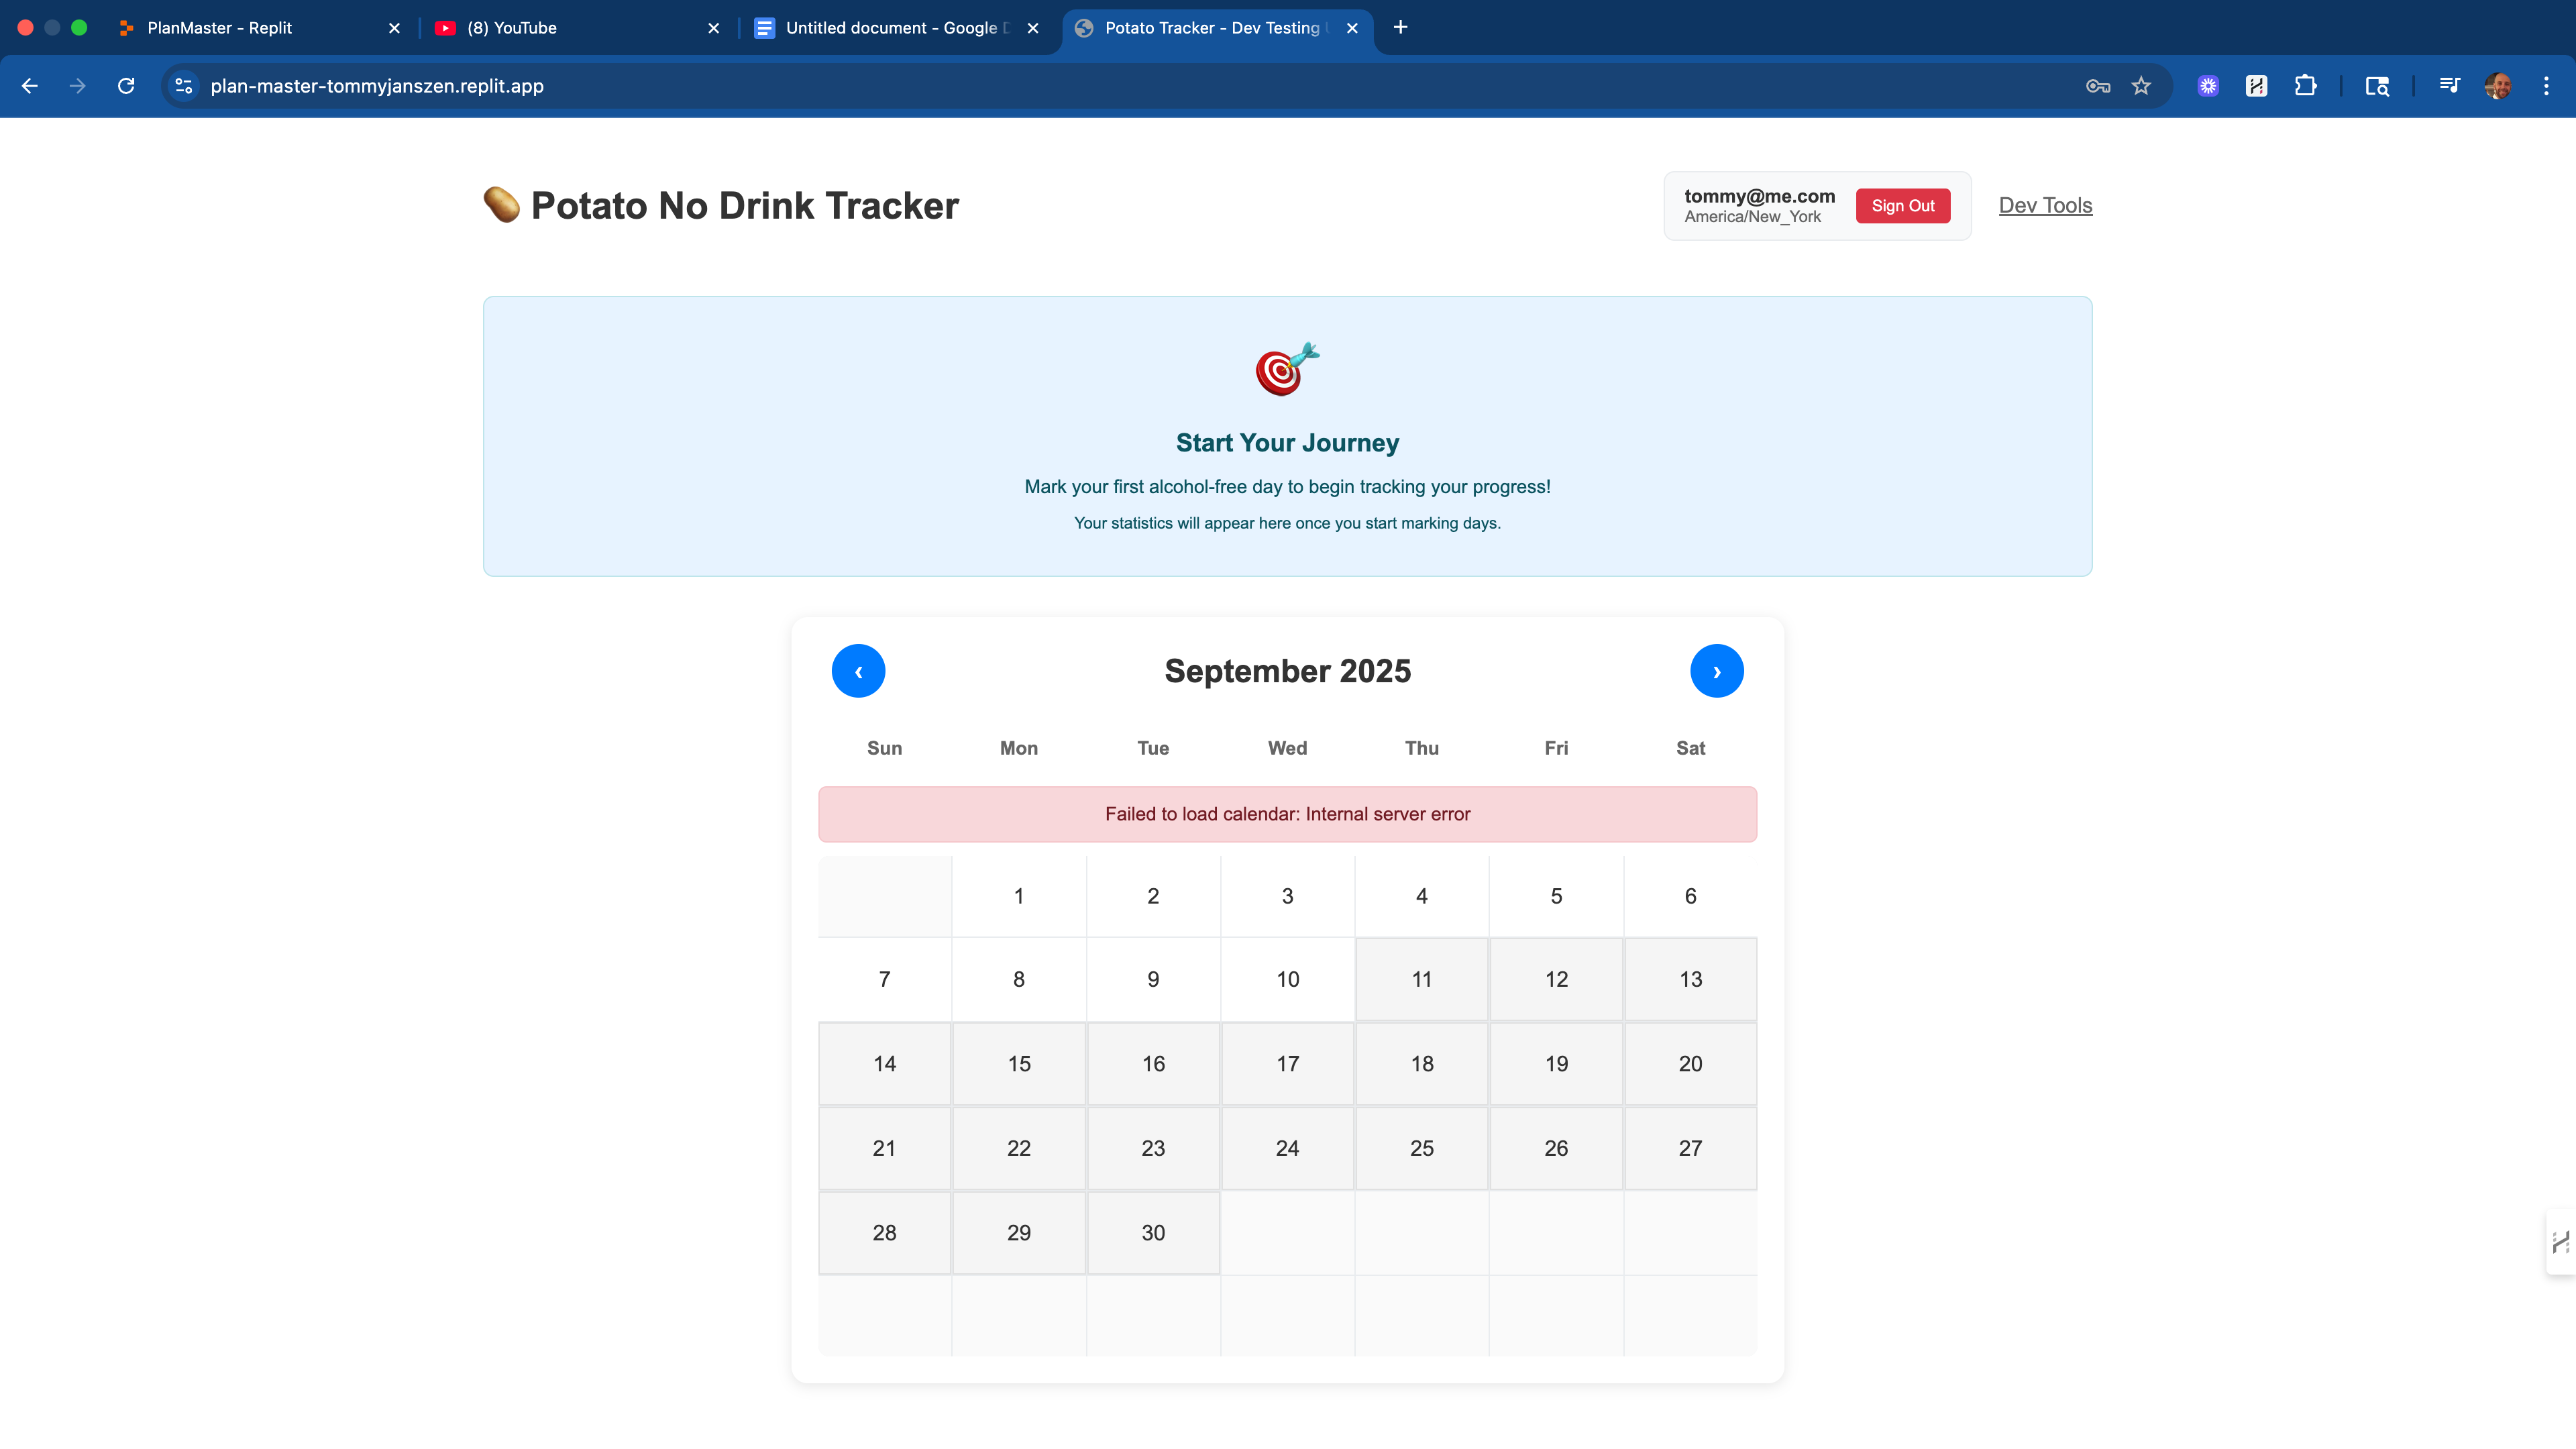 PlanMaster - Replit
(8) YouTube
Untitled document - Google D
Potato Tracker - Dev Testing
plan-master-tommyjanszen.replit.app
Potato No Drink Tracker
tommy@me.com
America/New_York
Sign Out
Dev Tools
Start Your Journey
Mark your first alcohol-free day to begin tracking your progress!
Your statistics will appear here once you start marking days.
‹ September 2025 ›
Sun Mon Tue Wed Thu Fri Sat
Failed to load calendar: Internal server error
1 2 3 4 5 6
7 8 9 10 11 12 13
14 15 16 17 18 19 20
21 22 23 24 25 26 27
28 29 30